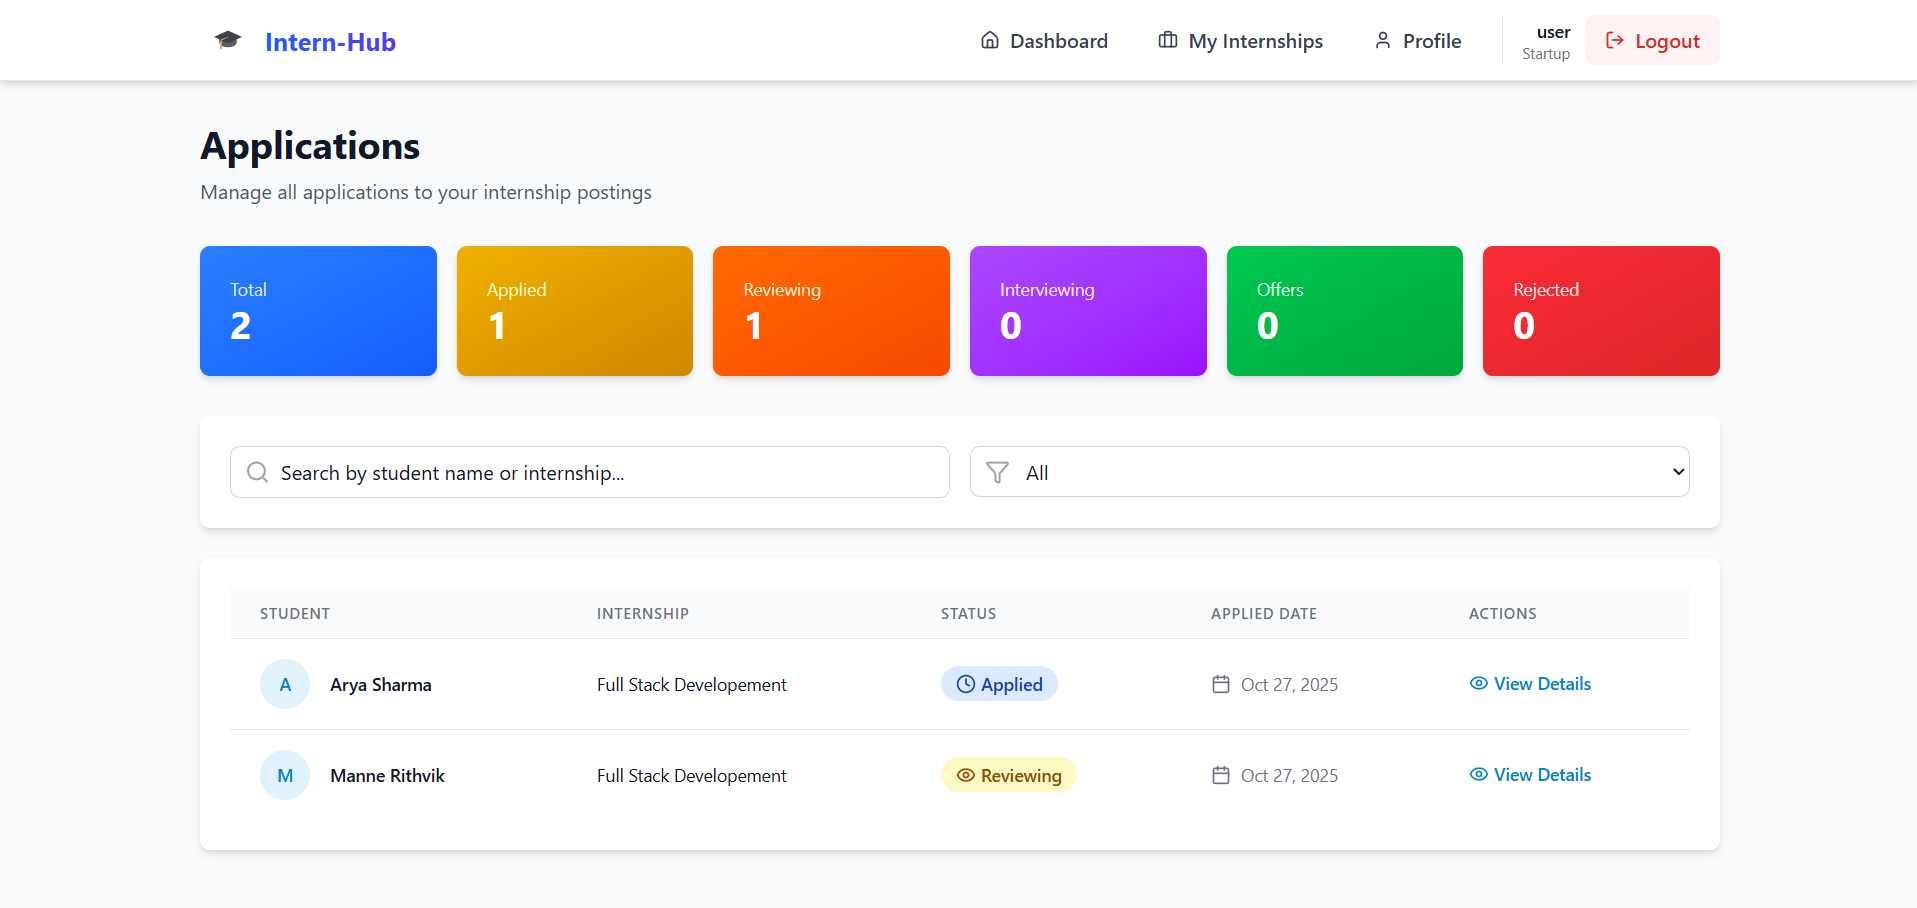 Intern-Hub
Dashboard
My Internships
Profile
user
Startup
Logout
Applications
Manage all applications to your internship postings
Total
2
Applied
1
Reviewing
1
Interviewing
0
Offers
0
Rejected
0
Search by student name or internship...
All
STUDENT INTERNSHIP STATUS APPLIED DATE ACTIONS
A Arya Sharma Full Stack Developement Applied Oct 27, 2025 View Details
M Manne Rithvik Full Stack Developement Reviewing Oct 27, 2025 View Details